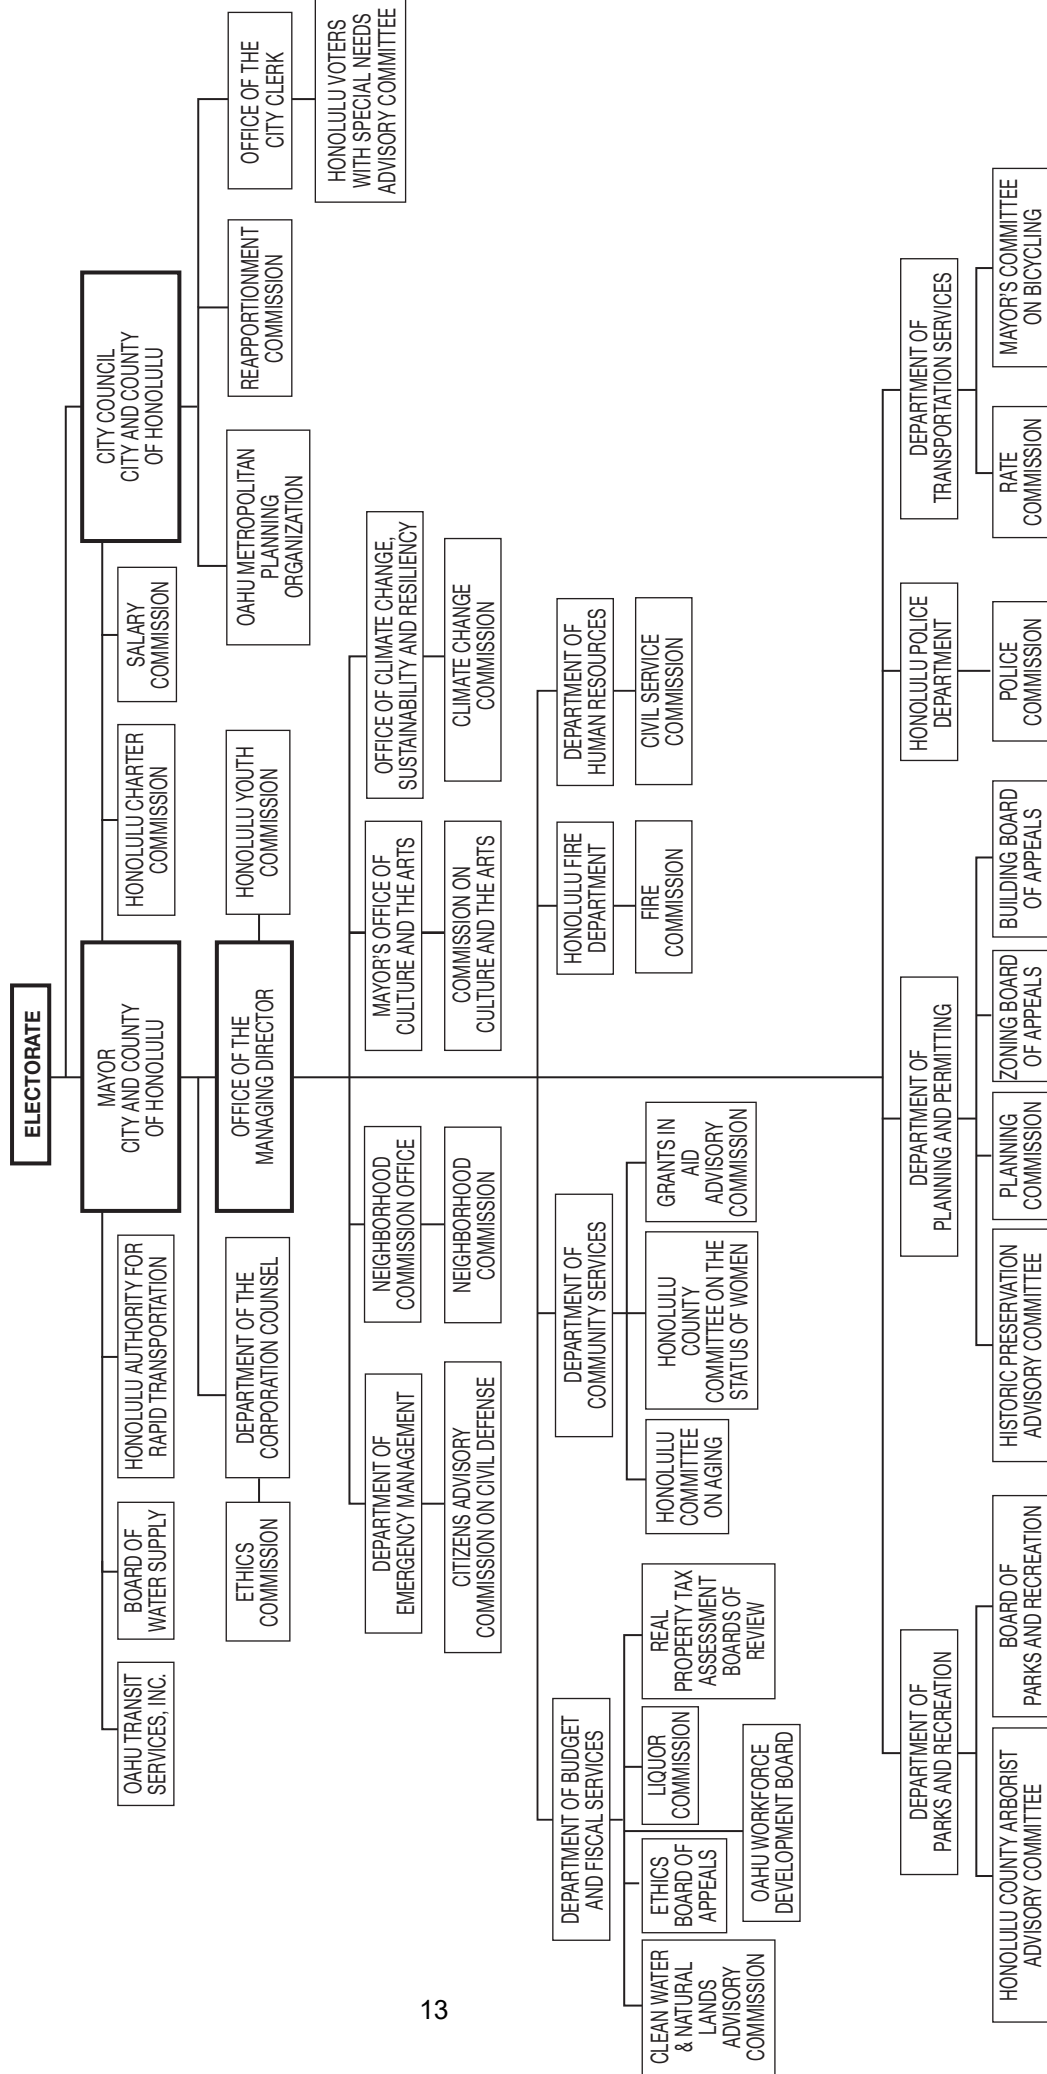 ELECTORATE
MAYOR
CITY AND COUNTY
OF HONOLULU
CITY COUNCIL
CITY AND COUNTY
OF HONOLULU
OAHU TRANSIT
SERVICES, INC.
BOARD OF
WATER SUPPLY
HONOLULU AUTHORITY FOR
RAPID TRANSPORTATION
HONOLULU CHARTER
COMMISSION
SALARY
COMMISSION
ETHICS
COMMISSION
DEPARTMENT OF THE
CORPORATION COUNSEL
OFFICE OF THE
MANAGING DIRECTOR
HONOLULU YOUTH
COMMISSION
OAHU METROPOLITAN
PLANNING
ORGANIZATION
REAPPORTIONMENT
COMMISSION
OFFICE OF THE
CITY CLERK
HONOLULU VOTERS
WITH SPECIAL NEEDS
ADVISORY COMMITTEE
DEPARTMENT OF
EMERGENCY MANAGEMENT
NEIGHBORHOOD
COMMISSION OFFICE
MAYOR'S OFFICE OF
CULTURE AND THE ARTS
OFFICE OF CLIMATE CHANGE,
SUSTAINABILITY AND RESILIENCY
CITIZENS ADVISORY
COMMISSION ON CIVIL DEFENSE
NEIGHBORHOOD
COMMISSION
COMMISSION ON
CULTURE AND THE ARTS
CLIMATE CHANGE
COMMISSION
DEPARTMENT OF BUDGET
AND FISCAL SERVICES
DEPARTMENT OF
COMMUNITY SERVICES
HONOLULU FIRE
DEPARTMENT
DEPARTMENT OF
HUMAN RESOURCES
CLEAN WATER
& NATURAL
LANDS
ADVISORY
COMMISSION
ETHICS
BOARD OF
APPEALS
LIQUOR
COMMISSION
REAL
PROPERTY TAX
ASSESSMENT
BOARDS OF
REVIEW
OAHU WORKFORCE
DEVELOPMENT BOARD
HONOLULU
COMMITTEE
ON AGING
HONOLULU
COUNTY
COMMITTEE ON THE
STATUS OF WOMEN
GRANTS IN
AID
ADVISORY
COMMISSION
FIRE
COMMISSION
CIVIL SERVICE
COMMISSION
DEPARTMENT OF
PARKS AND RECREATION
DEPARTMENT OF
PLANNING AND PERMITTING
HONOLULU POLICE
DEPARTMENT
DEPARTMENT OF
TRANSPORTATION SERVICES
HONOLULU COUNTY ARBORIST
ADVISORY COMMITTEE
BOARD OF
PARKS AND RECREATION
HISTORIC PRESERVATION
ADVISORY COMMITTEE
PLANNING
COMMISSION
ZONING BOARD
OF APPEALS
BUILDING BOARD
OF APPEALS
POLICE
COMMISSION
RATE
COMMISSION
MAYOR'S COMMITTEE
ON BICYCLING
13